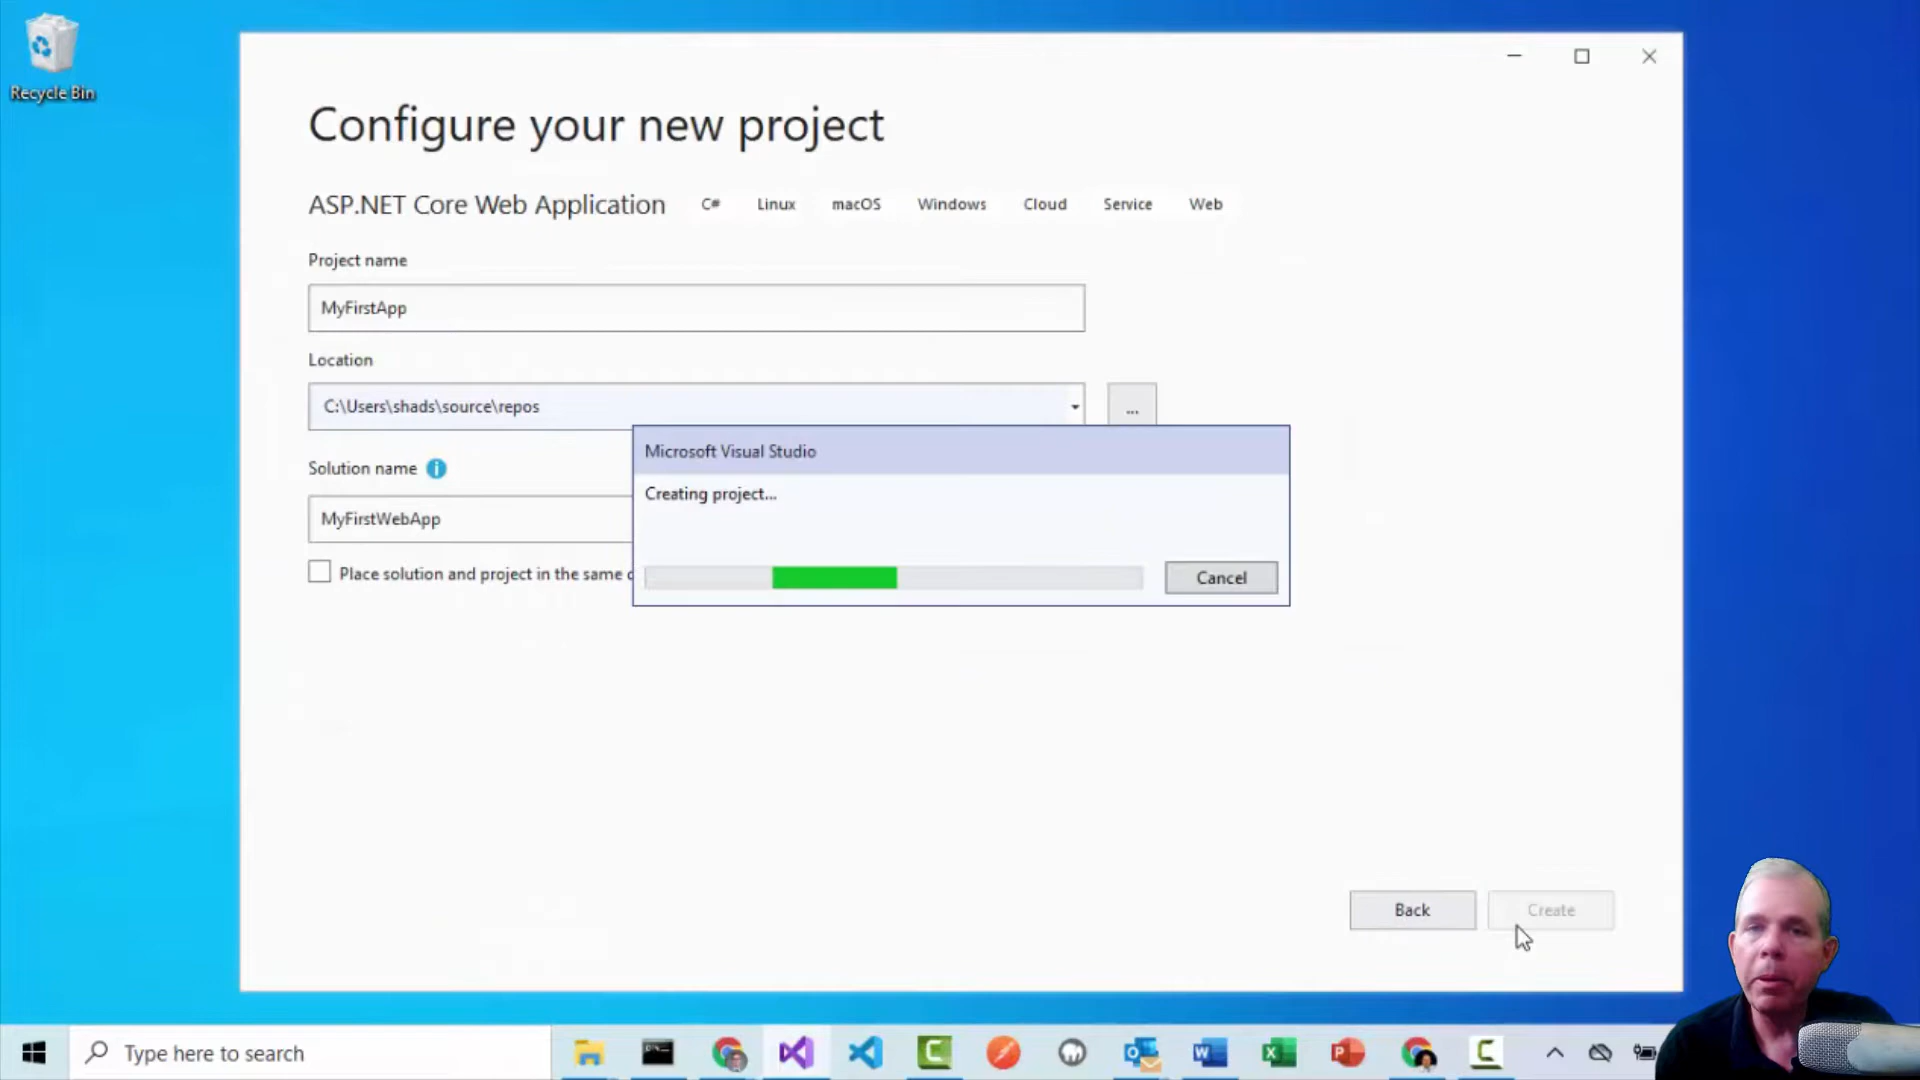 Recycle Bin
Configure your new project
ASP.NET Core Web Application C# Linux macOS Windows Cloud Service Web
Project name
MyFirstApp
Location
C:\Users\shads\source\repos
...
Microsoft Visual Studio
Solution name
Creating project...
MyFirstWebApp
Place solution and project in the same
Cancel
Back
Create
Type here to search